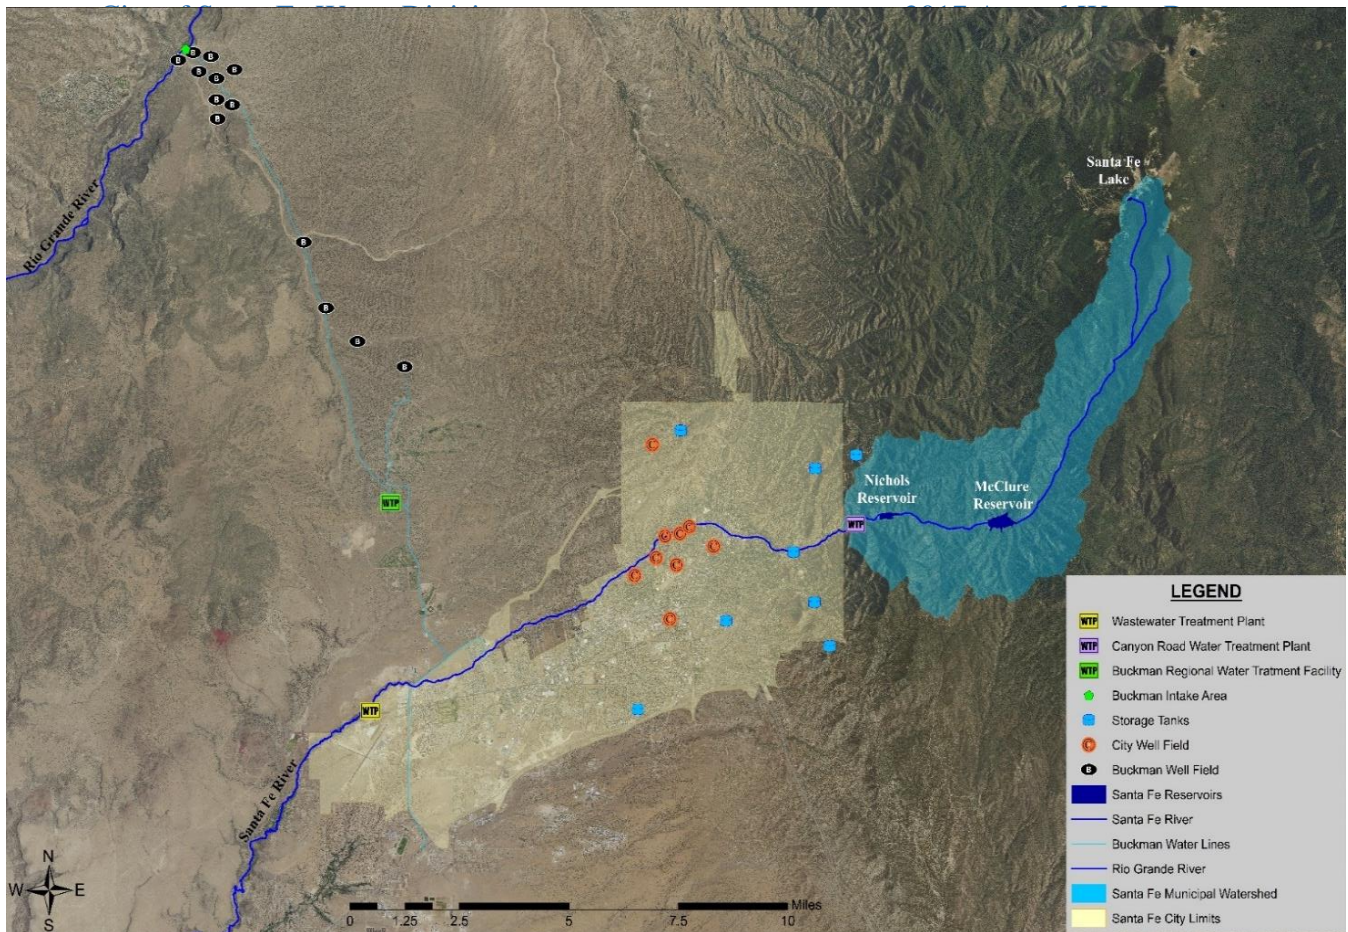 Santa Fe
Lake
Rio Grande River
B
B
B
B
B
B
B
B
B
B
B
B
B
B
C
Nichols
Reservoir
McClure
Reservoir
WTP
WTP
C
C
C
C
C
C
C
C
WTP
Santa Fe River
N
W E
S
0 1.25 2.5 5 7.5 10
Miles
LEGEND
WTP Wastewater Treatment Plant
WTP Canyon Road Water Treatment Plant
WTP Buckman Regional Water Tratment Facility
Buckman Intake Area
Storage Tanks
C City Well Field
B Buckman Well Field
Santa Fe Reservoirs
Santa Fe River
Buckman Water Lines
Rio Grande River
Santa Fe Municipal Watershed
Santa Fe City Limits